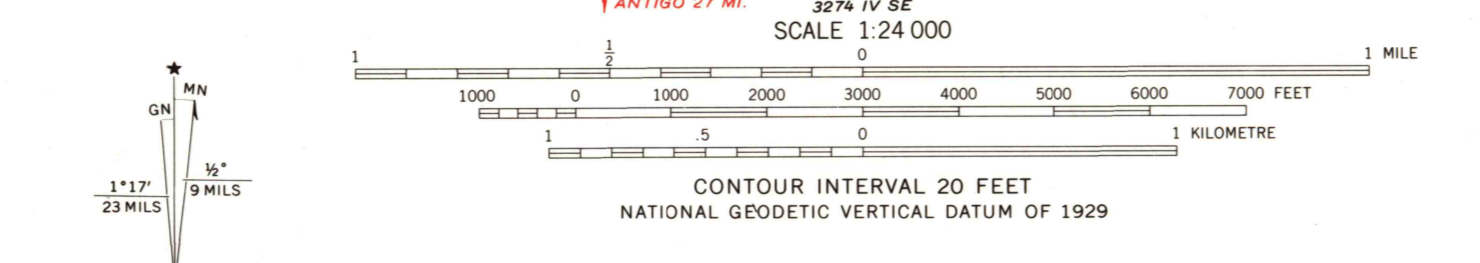 ANTIGO 27 MI.
3274 IV SE
SCALE 1:24 000
1 1/2 0 1 MILE
1000 0 1000 2000 3000 4000 5000 6000 7000 FEET
1 .5 0 1 KILOMETRE
CONTOUR INTERVAL 20 FEET
NATIONAL GEODETIC VERTICAL DATUM OF 1929
★
MN
GN
½°
9 MILS
1°17′
23 MILS